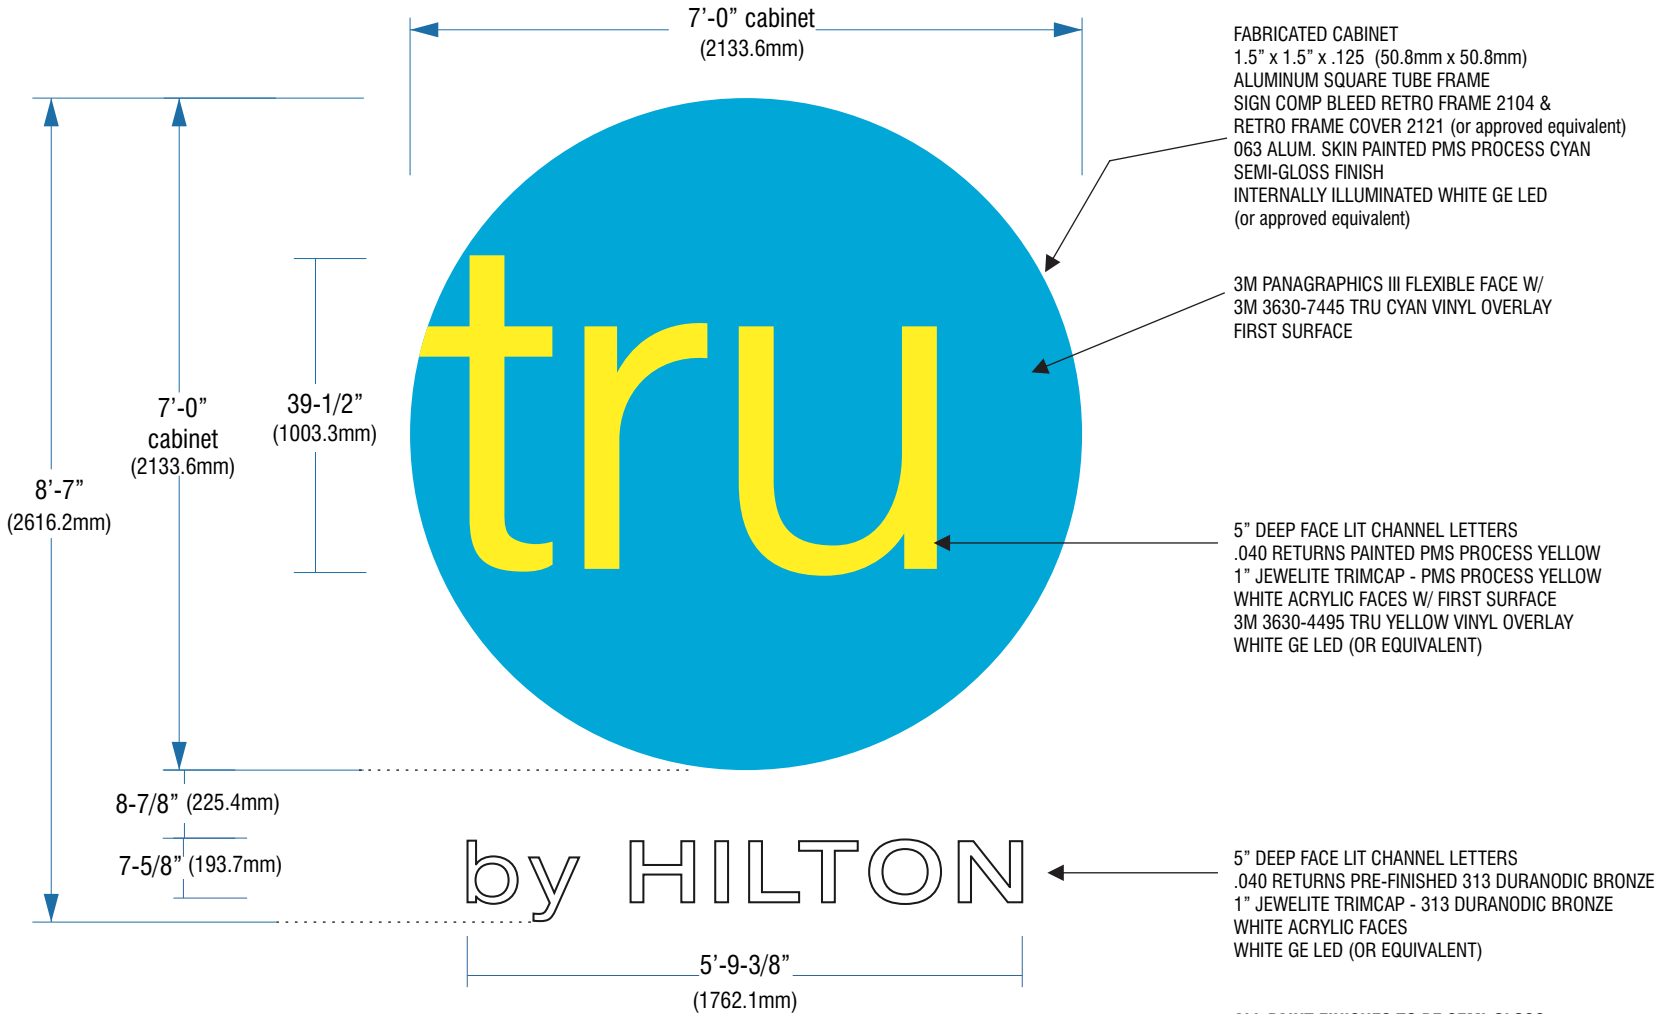 7’-0” cabinet
(2133.6mm)
FABRICATED CABINET
1.5” x 1.5” x .125 (50.8mm x 50.8mm)
ALUMINUM SQUARE TUBE FRAME
SIGN COMP BLEED RETRO FRAME 2104 &
RETRO FRAME COVER 2121 (or approved equivalent)
063 ALUM. SKIN PAINTED PMS PROCESS CYAN
SEMI-GLOSS FINISH
INTERNALLY ILLUMINATED WHITE GE LED
(or approved equivalent)
3M PANAGRAPHICS III FLEXIBLE FACE W/
3M 3630-7445 TRU CYAN VINYL OVERLAY
FIRST SURFACE
tru
39-1/2”
(1003.3mm)
7’-0”
cabinet
(2133.6mm)
8’-7”
(2616.2mm)
5” DEEP FACE LIT CHANNEL LETTERS
.040 RETURNS PAINTED PMS PROCESS YELLOW
1” JEWELITE TRIMCAP - PMS PROCESS YELLOW
WHITE ACRYLIC FACES W/ FIRST SURFACE
3M 3630-4495 TRU YELLOW VINYL OVERLAY
WHITE GE LED (OR EQUIVALENT)
8-7/8” (225.4mm)
7-5/8” (193.7mm)
by HILTON
5” DEEP FACE LIT CHANNEL LETTERS
.040 RETURNS PRE-FINISHED 313 DURANODIC BRONZE
1” JEWELITE TRIMCAP - 313 DURANODIC BRONZE
WHITE ACRYLIC FACES
WHITE GE LED (OR EQUIVALENT)
5’-9-3/8”
(1762.1mm)